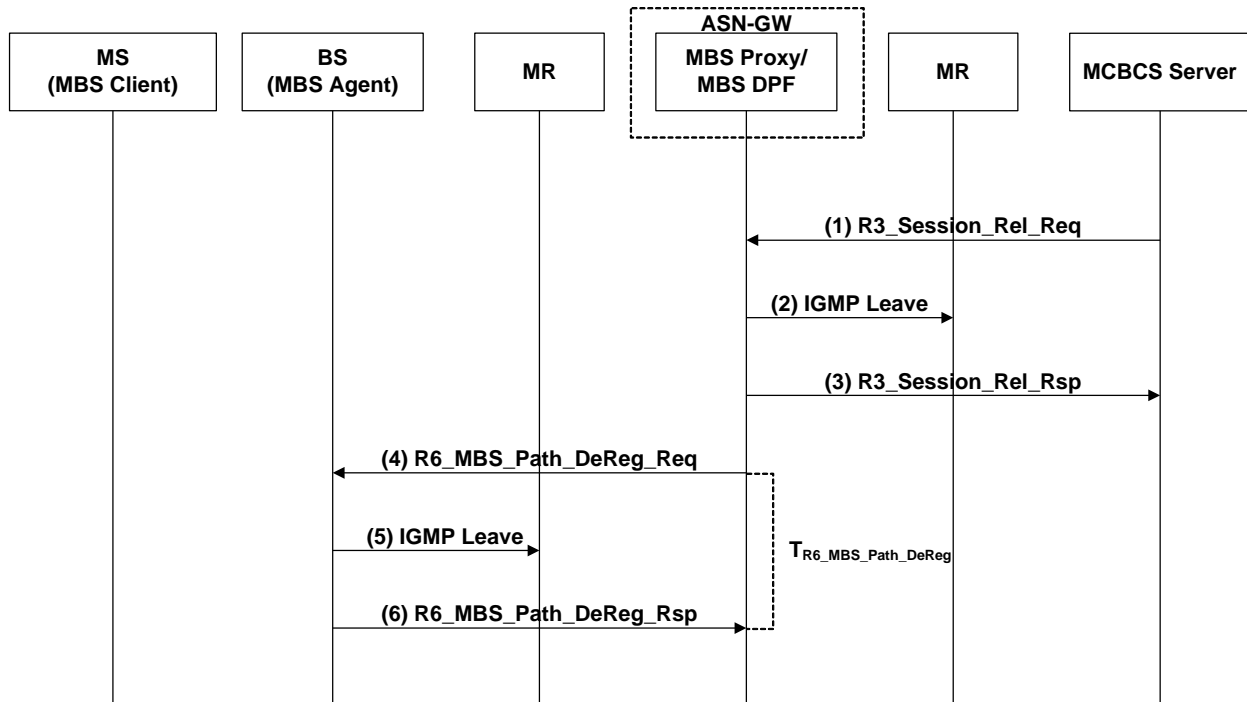 ASN-GW
MS
(MBS Client)
BS
(MBS Agent)
MR
MBS Proxy/
MBS DPF
MR
MCBCS Server
(1) R3_Session_Rel_Req
(2) IGMP Leave
(3) R3_Session_Rel_Rsp
(4) R6_MBS_Path_DeReg_Req
(5) IGMP Leave
TR6_MBS_Path_DeReg
(6) R6_MBS_Path_DeReg_Rsp